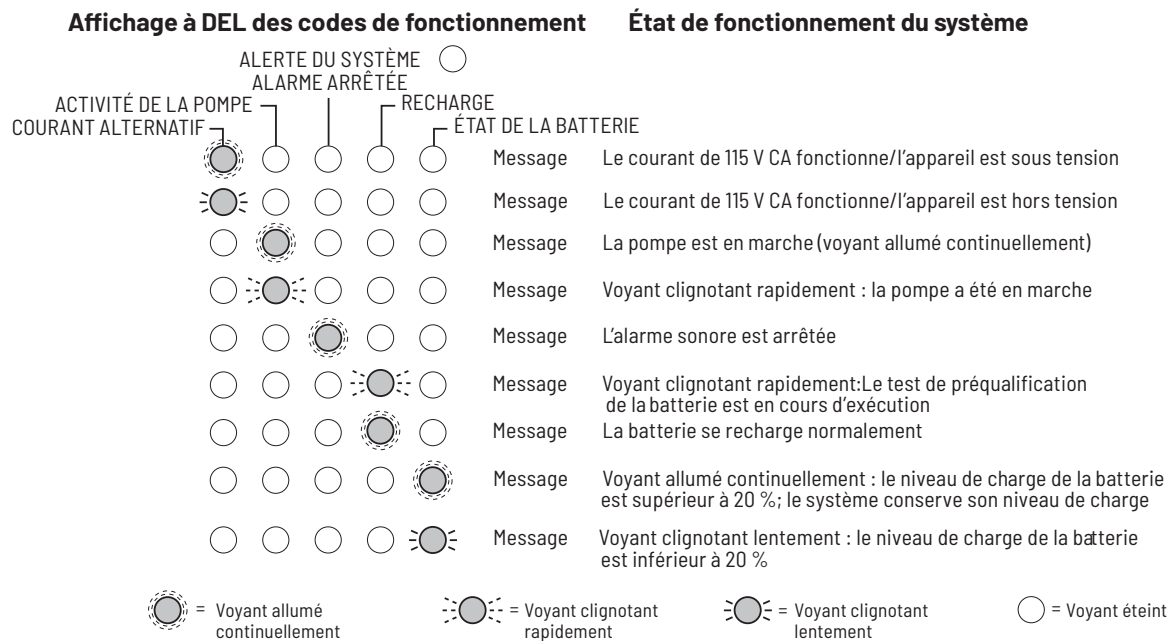 Affichage à DEL des codes de fonctionnement
État de fonctionnement du système
ALERTE DU SYSTÈME
ALARME ARRÊTÉE
ACTIVITÉ DE LA POMPE
RECHARGE
COURANT ALTERNATIF
ÉTAT DE LA BATTERIE
Message Le courant de 115 V CA fonctionne/l'appareil est sous tension
Message Le courant de 115 V CA fonctionne/l'appareil est hors tension
Message La pompe est en marche (voyant allumé continuellement)
Message Voyant clignotant rapidement : la pompe a été en marche
Message L'alarme sonore est arrêtée
Message Voyant clignotant rapidement:Le test de préqualification
de la batterie est en cours d'exécution
Message La batterie se recharge normalement
Message Voyant allumé continuellement : le niveau de charge de la batterie
est supérieur à 20 %; le système conserve son niveau de charge
Message Voyant clignotant lentement : le niveau de charge de la batterie
est inférieur à 20 %
= Voyant allumé
continuellement
= Voyant clignotant
rapidement
= Voyant clignotant
lentement
= Voyant éteint